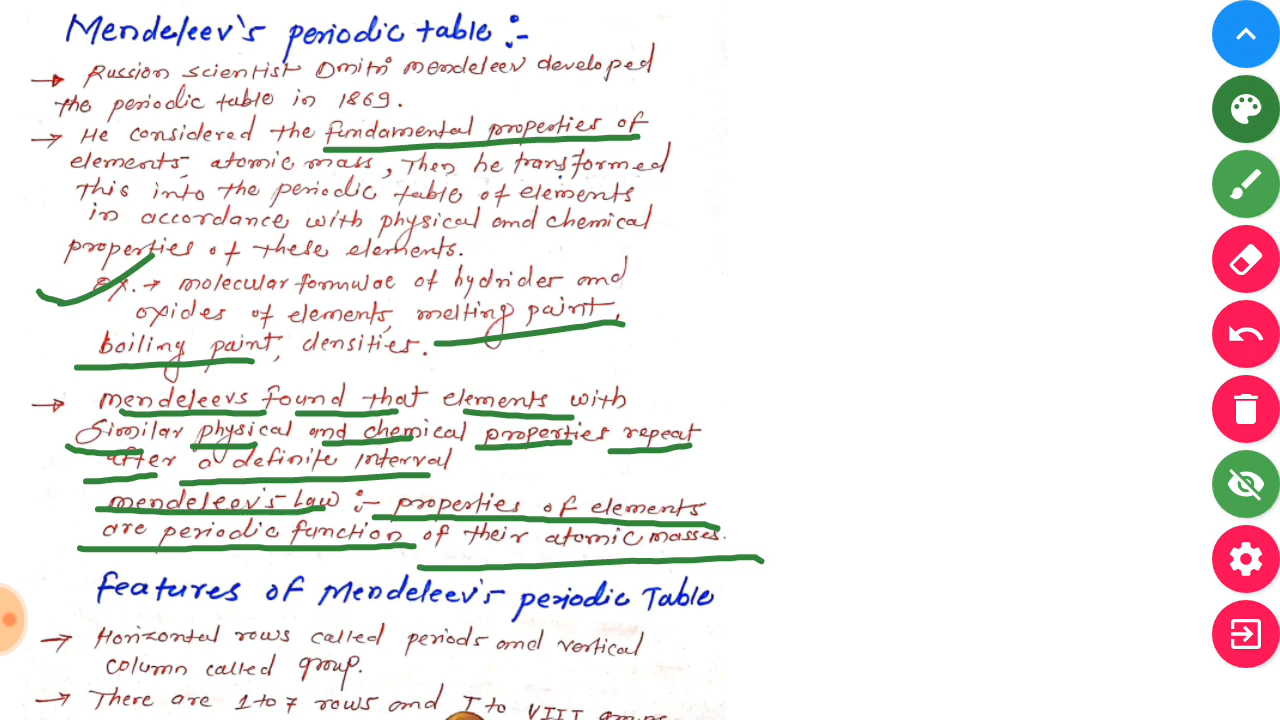 Mendeleev's periodic table :-
→ Russion scientist Dmitri Mendeleev developed
the periodic table in 1869.
→ He considered the fundamental properties of
elements, atomic mass, Then he transformed
this into the periodic table of elements
in accordance with physical and chemical
properties of these elements.
ex. → molecular formulae of hydrides and
oxides of elements, melting paint,
boiling paint, densities.
→ mendeleevs found that elements with
Similar physical and chemical properties repeat
after a definite interval
mendeleev's Law :- properties of elements
are periodic function of their atomic masses.
features of Mendeleev's periodic Table
→ Horizontal rows called periods and vertical
column called group.
→ There are 1 to 7 rows and I to VIII